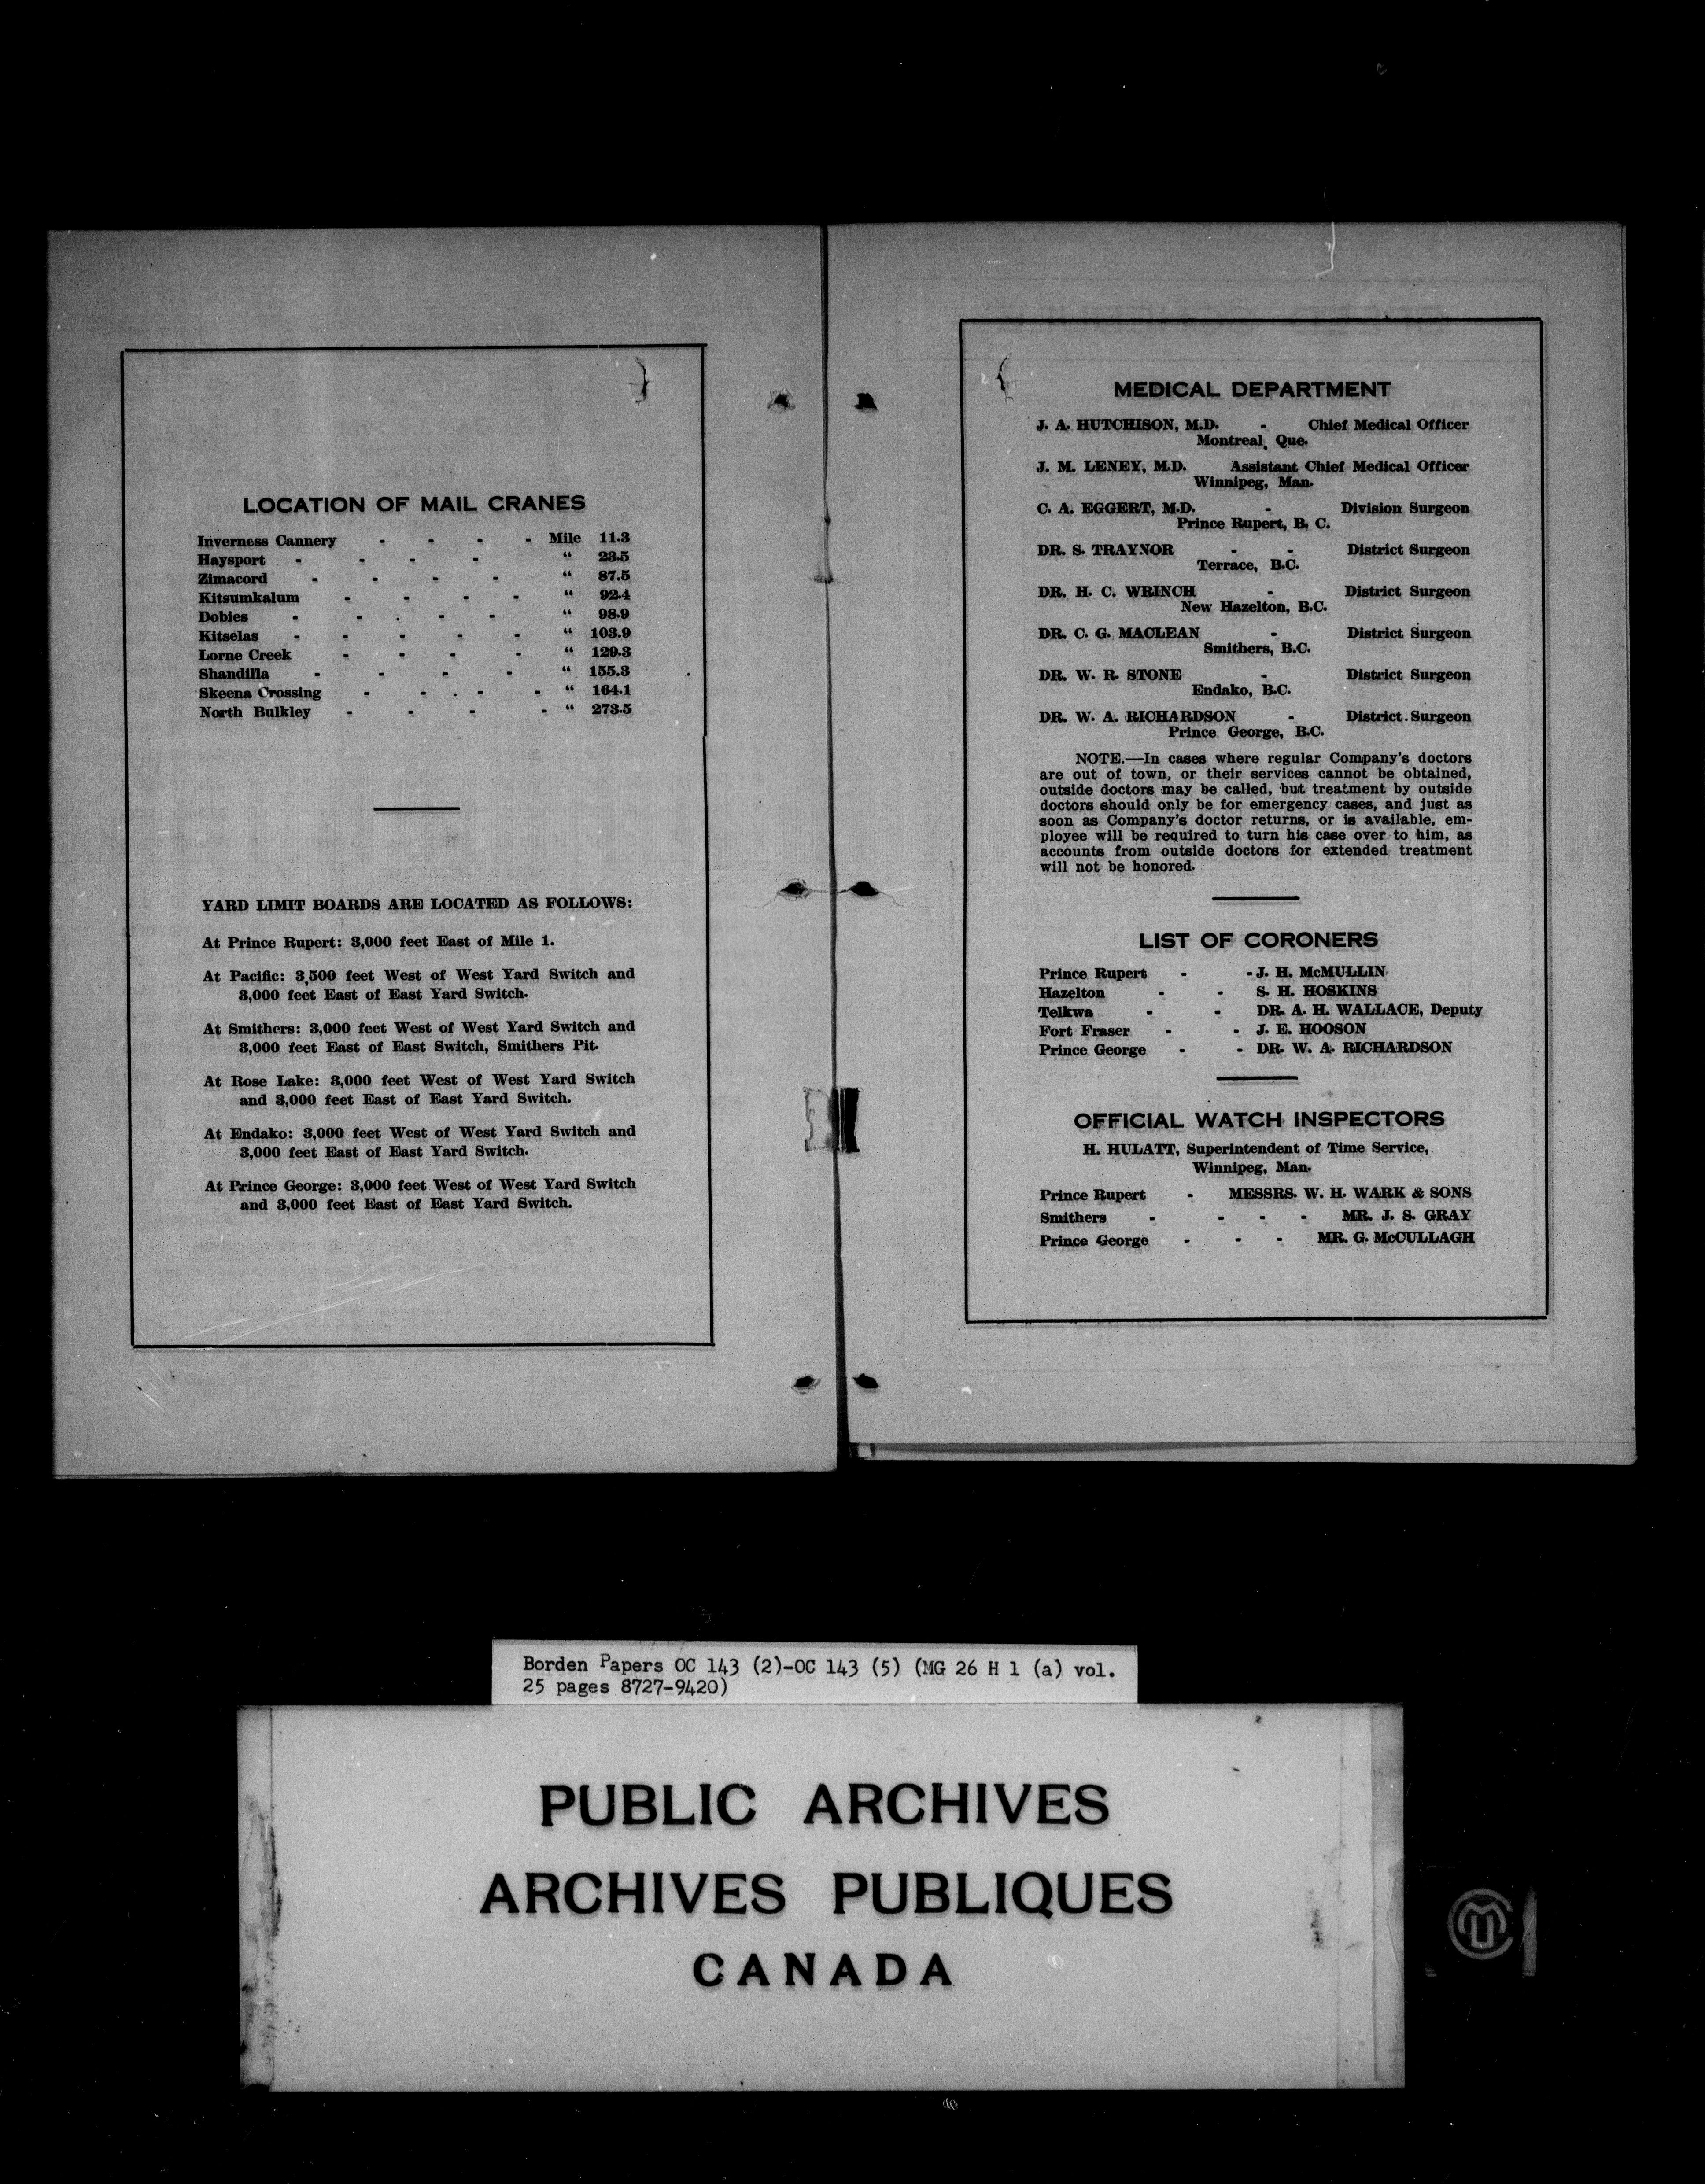 LOCATION OF MAIL CRANES
Inverness Cannery - - - - Mile 11.3
Haysport - - - - “ 23.5
Zimacord - - - - “ 87.5
Kitsumkalum - - - - “ 92.4
Dobies - - - - “ 98.9
Kitselas - - - - - “ 103.9
Lorne Creek - - - - “ 129.3
Shandilla - - - - “ 155.3
Skeena Crossing - - - - “ 164.1
North Bulkley - - - - “ 273.5
YARD LIMIT BOARDS ARE LOCATED AS FOLLOWS:
At Prince Rupert: 3,000 feet East of Mile 1.
At Pacific: 3,500 feet West of West Yard Switch and
3,000 feet East of East Yard Switch.
At Smithers: 3,000 feet West of West Yard Switch and
3,000 feet East of East Switch, Smithers Pit.
At Rose Lake: 3,000 feet West of West Yard Switch
and 3,000 feet East of East Yard Switch.
At Endako: 3,000 feet West of West Yard Switch and
3,000 feet East of East Yard Switch.
At Prince George: 3,000 feet West of West Yard Switch
and 3,000 feet East of East Yard Switch.
MEDICAL DEPARTMENT
J. A. HUTCHISON, M.D. - Chief Medical Officer
Montreal, Que.
J. M. LENEY, M.D. Assistant Chief Medical Officer
Winnipeg, Man.
C. A. EGGERT, M.D. - Division Surgeon
Prince Rupert, B. C.
DR. S. TRAYNOR - - District Surgeon
Terrace, B.C.
DR. H. C. WRINCH - District Surgeon
New Hazelton, B.C.
DR. C. G. MACLEAN - District Surgeon
Smithers, B.C.
DR. W. R. STONE - District Surgeon
Endako, B.C.
DR. W. A. RICHARDSON - District Surgeon
Prince George, B.C.
NOTE.—In cases where regular Company's doctors
are out of town, or their services cannot be obtained,
outside doctors may be called, but treatment by outside
doctors should only be for emergency cases, and just as
soon as Company's doctor returns, or is available, em-
ployee will be required to turn his case over to him, as
accounts from outside doctors for extended treatment
will not be honored.
LIST OF CORONERS
Prince Rupert - - J. H. McMULLIN
Hazelton - - S. H. HOSKINS
Telkwa - - DR. A. H. WALLACE, Deputy
Fort Fraser - - J. E. HOOSON
Prince George - - DR. W. A. RICHARDSON
OFFICIAL WATCH INSPECTORS
H. HULATT, Superintendent of Time Service,
Winnipeg, Man.
Prince Rupert - MESSRS. W. H. WARK & SONS
Smithers - - - - MR. J. S. GRAY
Prince George - - - MR. G. McCULLAGH
Borden Papers OC 143 (2)-OC 143 (5) (MG 26 H 1 (a) vol.
25 pages 8727-9420)
PUBLIC ARCHIVES
ARCHIVES PUBLIQUES
CANADA